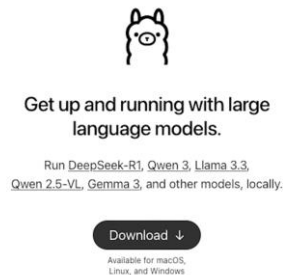 Get up and running with large
language models.
Run DeepSeek-R1, Qwen 3, Llama 3.3,
Qwen 2.5-VL, Gemma 3, and other models, locally.
Download ↓
Available for macOS,
Linux, and Windows